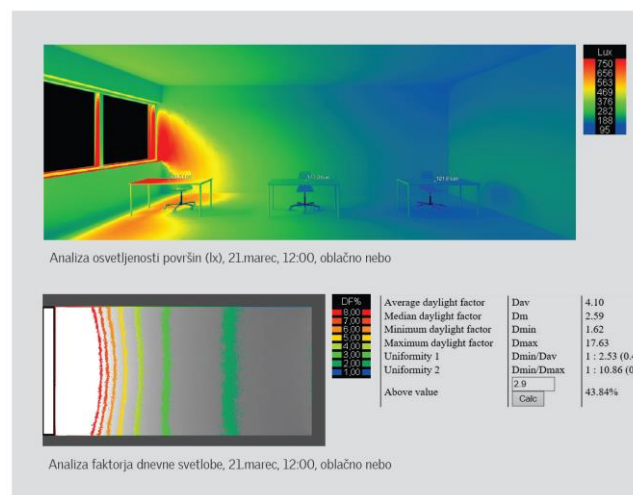 Lux
750
656
563
469
376
282
188
95
Analiza osvetljenosti površin (lx), 21.marec, 12:00, oblačno nebo
DF%
8,00
7,00
6,00
5,00
4,00
3,00
2,00
1,00
Average daylight factor Dav 4.10
Median daylight factor Dm 2.59
Minimum daylight factor Dmin 1.62
Maximum daylight factor Dmax 17.63
Uniformity 1 Dmin/Dav 1 : 2.53 (0.4
Uniformity 2 Dmin/Dmax 1 : 10.86 (0
Above value 2.9 43.84%
Calc
Analiza faktorja dnevne svetlobe, 21.marec, 12:00, oblačno nebo